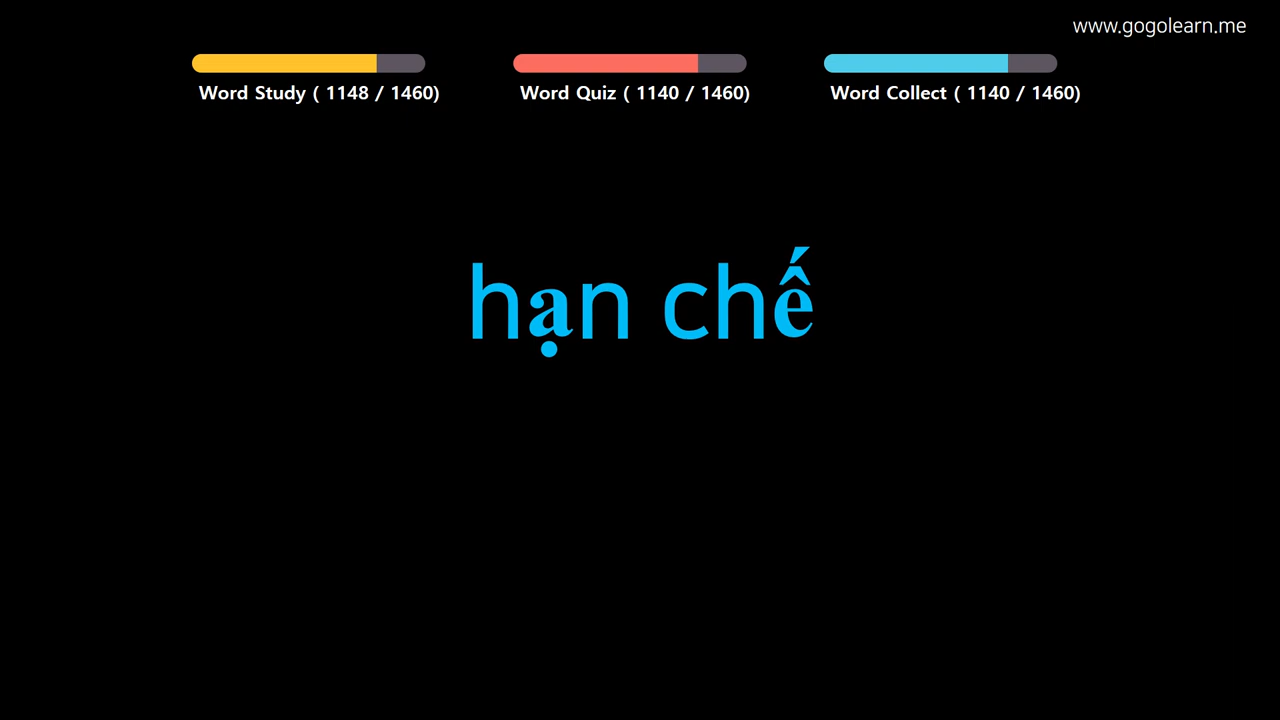 www.gogolearn.me
Word Study ( 1148 / 1460)
Word Quiz ( 1140 / 1460)
Word Collect ( 1140 / 1460)
hạn chế